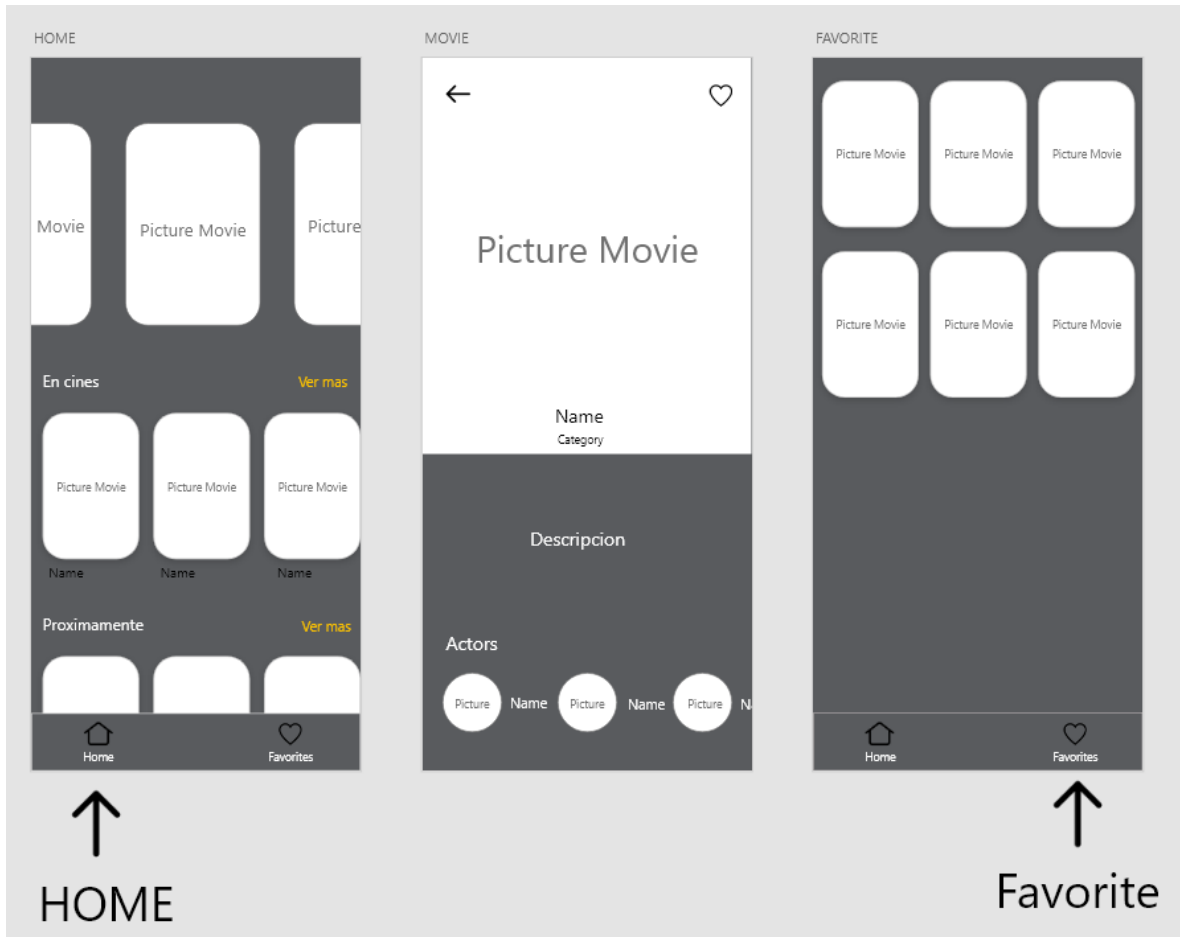 HOME
Movie
Picture Movie
Picture
En cines
Ver mas
Picture Movie
Picture Movie
Picture Movie
Name
Name
Name
Proximamente
Ver mas
Home
Favorites
HOME
MOVIE
Picture Movie
Name
Category
Descripcion
Actors
Picture
Name
Picture
Name
Picture
N
FAVORITE
Picture Movie
Picture Movie
Picture Movie
Picture Movie
Picture Movie
Picture Movie
Home
Favorites
Favorite